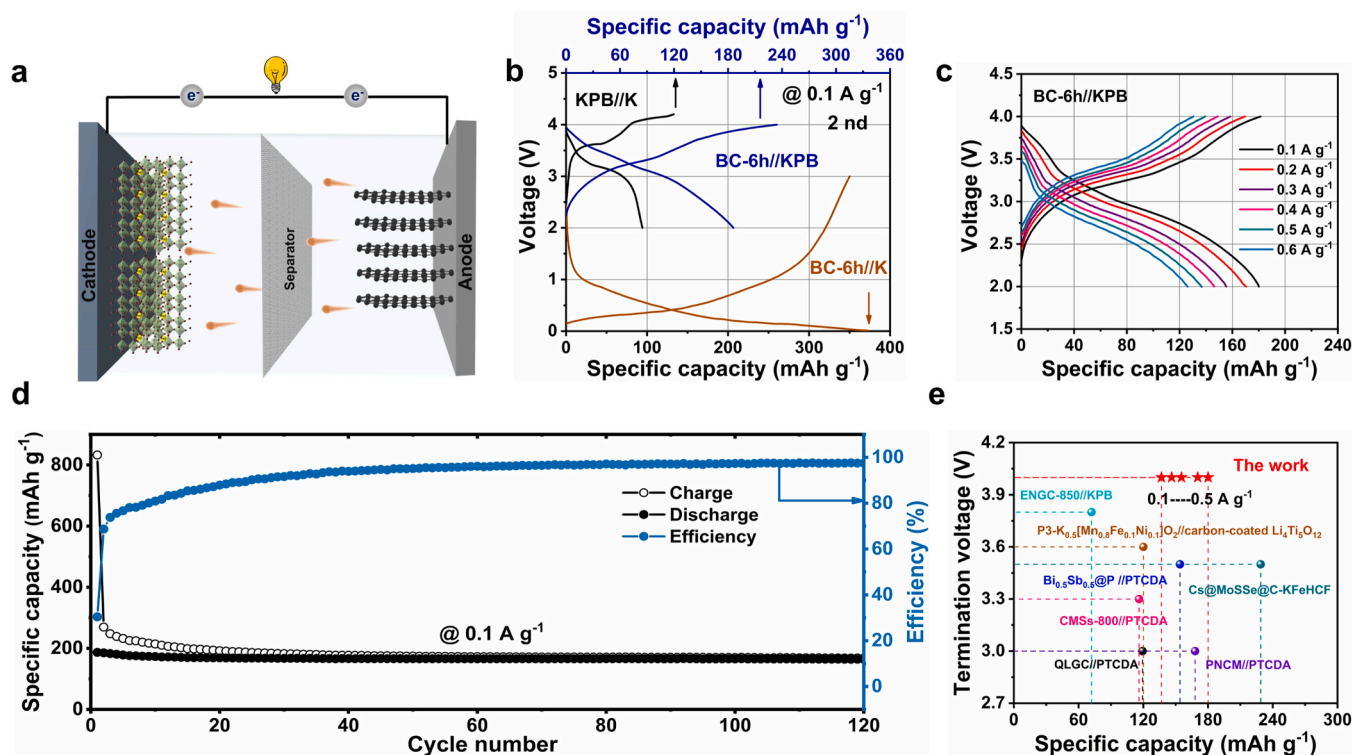 a
e-
e-
Cathode
Separator
Anode
b
Specific capacity (mAh g-1)
0 60 120 180 240 300 360
KPB//K
@ 0.1 A g-1
2 nd
BC-6h//KPB
BC-6h//K
Voltage (V)
5
4
3
2
1
0
0 100 200 300 400
Specific capacity (mAh g-1)
c
BC-6h//KPB
0.1 A g-1
0.2 A g-1
0.3 A g-1
0.4 A g-1
0.5 A g-1
0.6 A g-1
Voltage (V)
4.5
4.0
3.5
3.0
2.5
2.0
1.5
0 40 80 120 160 200 240
Specific capacity (mAh g-1)
d
Specific capacity (mAh g-1)
800
600
400
200
0
Charge
Discharge
Efficiency
@ 0.1 A g-1
100
80
60
40
20
0
Efficiency (%)
0 20 40 60 80 100 120
Cycle number
e
Termination voltage (V)
4.2
3.9
3.6
3.3
3.0
2.7
The work
0.1----0.5 A g-1
ENGC-850//KPB
P3-K0.5[Mn0.8Fe0.1Ni0.1]O2//carbon-coated Li4Ti5O12
Bi0.5Sb0.5@P //PTCDA
Cs@MoSSe@C-KFeHCF
CMSs-800//PTCDA
QLGC//PTCDA
PNCM//PTCDA
0 60 120 180 240 300
Specific capacity (mAh g-1)